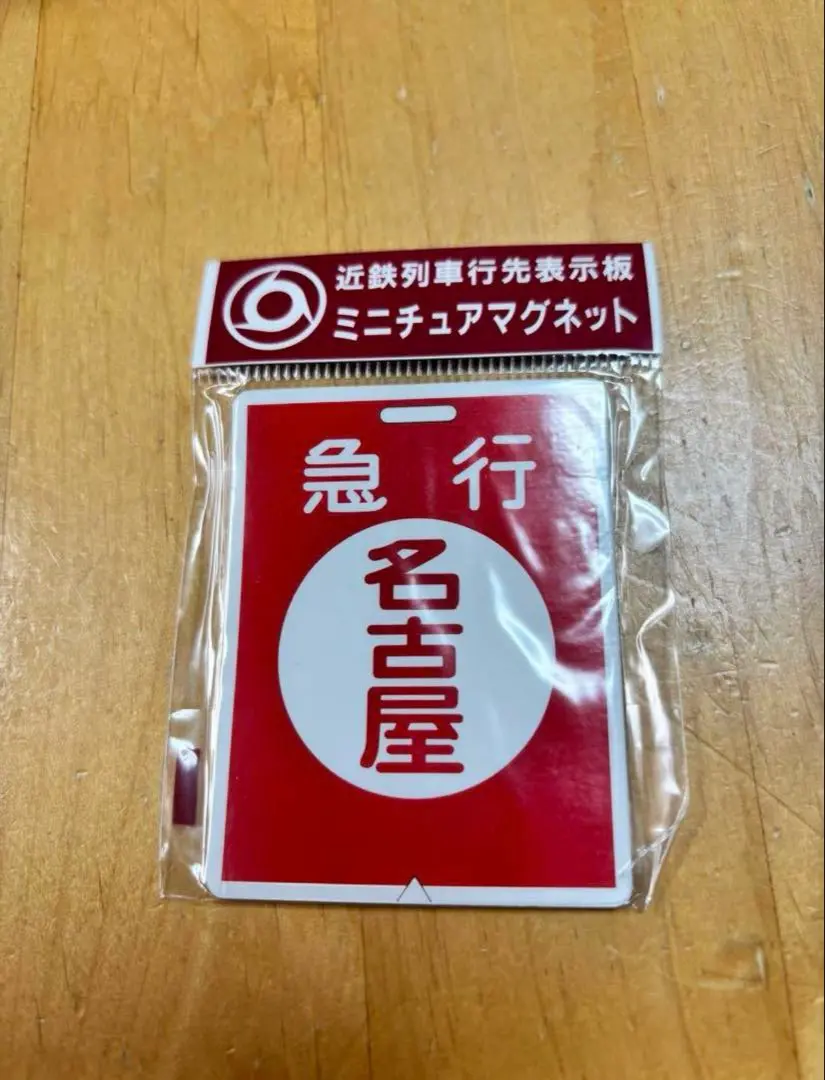 近鉄列車行先表示板
ミニチュアマグネット
急行
名古屋